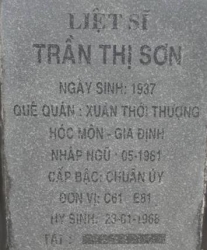 LIỆT SĨ
TRẦN THỊ SƠN
NGÀY SINH: 1937
QUÊ QUÁN: XUÂN THỚI THƯỢNG
HÓC MÔN - GIA ĐỊNH
NHẬP NGŨ: 05-1961
CẤP BẬC: CHUẨN ÚY
ĐƠN VỊ: C61 E81
HY SINH: 23-01-1968
TẠI: